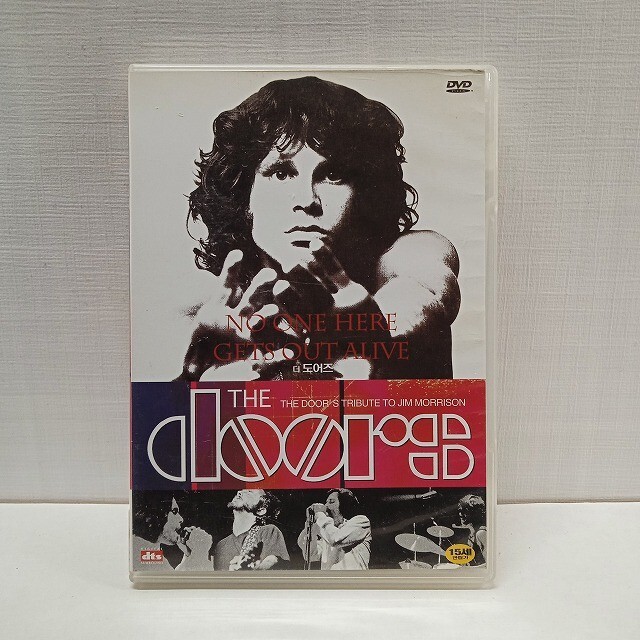 DVD
NO ONE HERE
GETS OUT ALIVE
더 도어즈
THE
THE DOOR'S TRIBUTE TO JIM MORRISON
doors
dts
15세